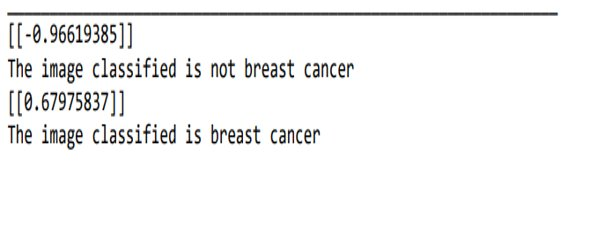 [[-0.96619385]]
The image classified is not breast cancer
[[0.67975837]]
The image classified is breast cancer